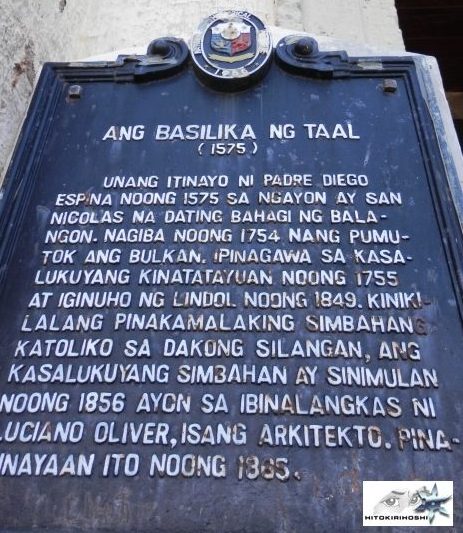 ANG BASILIKA NG TAAL
(1575)
UNANG ITINAYO NI PADRE DIEGO
ESPINA NOONG 1575 SA NGAYON AY SAN
NICOLAS NA DATING BAHAGI NG BALA-
NGON. NAGIBA NOONG 1754 NANG PUMU-
TOK ANG BULKAN. IPINAGAWA SA KASA-
LUKUYANG KINATATAYUAN NOONG 1755
AT IGINUHO NG LINDOL NOONG 1849. KINIKI-
LALANG PINAKAMALAKING SIMBAHANG
KATOLIKO SA DAKONG SILANGAN, ANG
KASALUKUYANG SIMBAHAN AY SINIMULAN
NOONG 1856 AYON SA IBINALANGKAS NI
LUCIANO OLIVER, ISANG ARKITEKTO. PINA-
INAYAAN ITO NOONG 1865.
HITOKIRIHOSHI